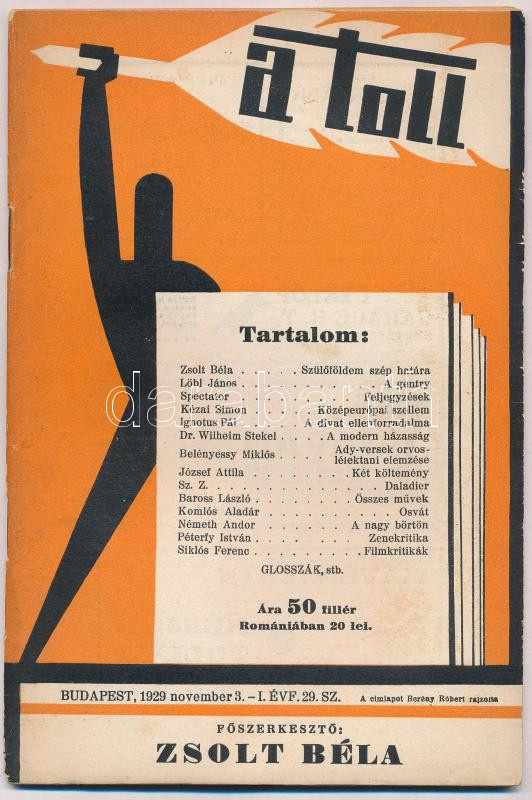 a toll
Tartalom:
Zsolt Béla . . . . . Szülőföldem szép határa
Löbl János . . . . . . . . . . . A gentry
Spectator . . . . . . . . . . Feljegyzések
Kézai Simon . . . . . Középeurópai szellem
Ignotus Pál . . . . A divat ellenforradalma
Dr. Wilhelm Stekel . . . . A modern házasság
Belényessy Miklós . . . . Ady-versek orvos-
lélektani elemzése
József Attila . . . . . . . . . Két költemény
Sz. Z. . . . . . . . . . . . . . Daladier
Baross László . . . . . . . . . Összes művek
Komlós Aladár . . . . . . . . . . Osvát
Németh Andor . . . . . . . . A nagy börtön
Péterfy István . . . . . . . . . Zenekritika
Siklós Ferenc . . . . . . . . . . Filmkritikák
GLOSSZÁK, stb.
Ára 50 fillér
Romániában 20 lei.
BUDAPEST, 1929 november 3. – I. ÉVF. 29. SZ. A címlapot Berény Róbert rajzolta
FŐSZERKESZTŐ:
ZSOLT BÉLA